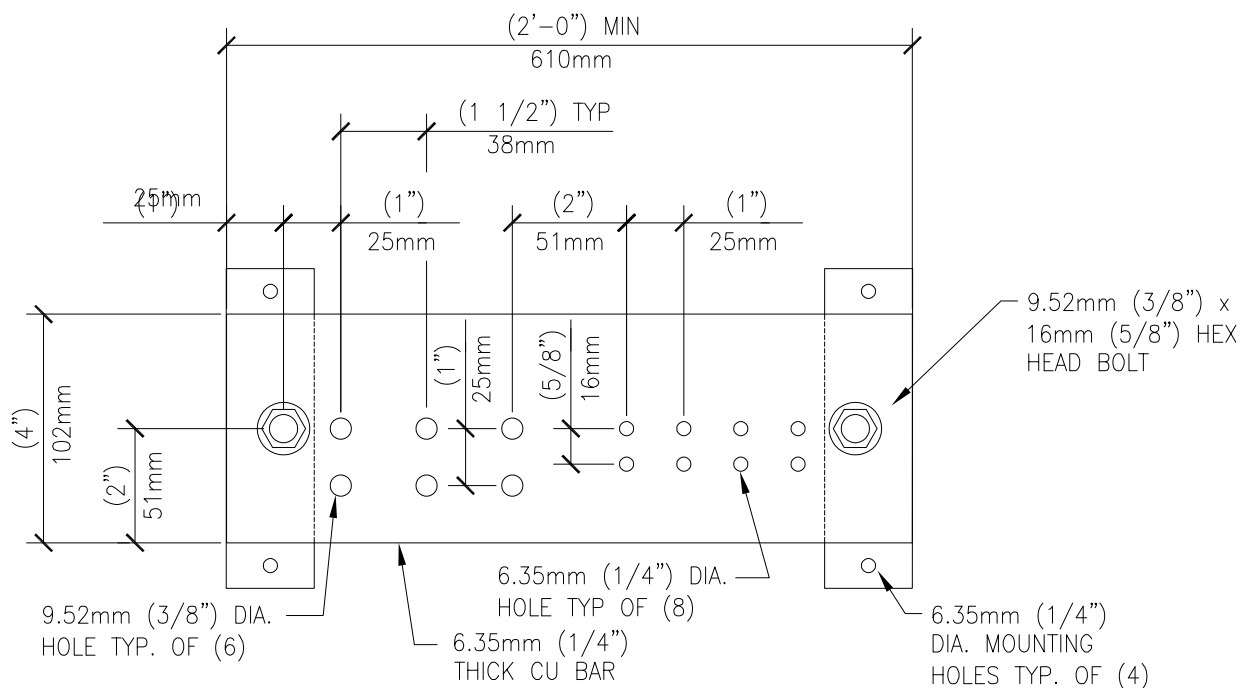 (2'-0") MIN
610mm
(1 1/2") TYP
38mm
(1")
25mm
(1")
25mm
(2")
51mm
(1")
25mm
9.52mm (3/8") x
16mm (5/8") HEX
HEAD BOLT
(4")
102mm
(2")
51mm
(1")
25mm
(5/8")
16mm
9.52mm (3/8") DIA.
HOLE TYP. OF (6)
6.35mm (1/4") DIA.
HOLE TYP OF (8)
6.35mm (1/4")
THICK CU BAR
6.35mm (1/4")
DIA. MOUNTING
HOLES TYP. OF (4)